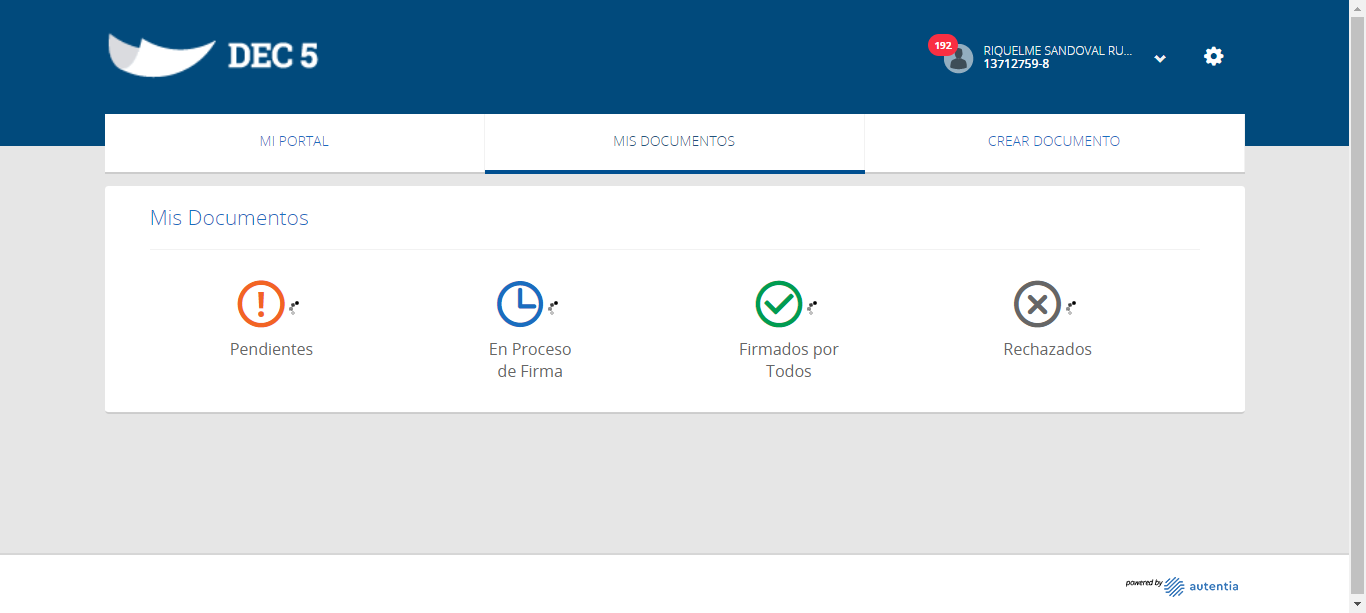 DEC 5
192
RIQUELME SANDOVAL RU...
13712759-8
MI PORTAL
MIS DOCUMENTOS
CREAR DOCUMENTO
Mis Documentos
Pendientes
En Proceso
de Firma
Firmados por
Todos
Rechazados
powered by autentia